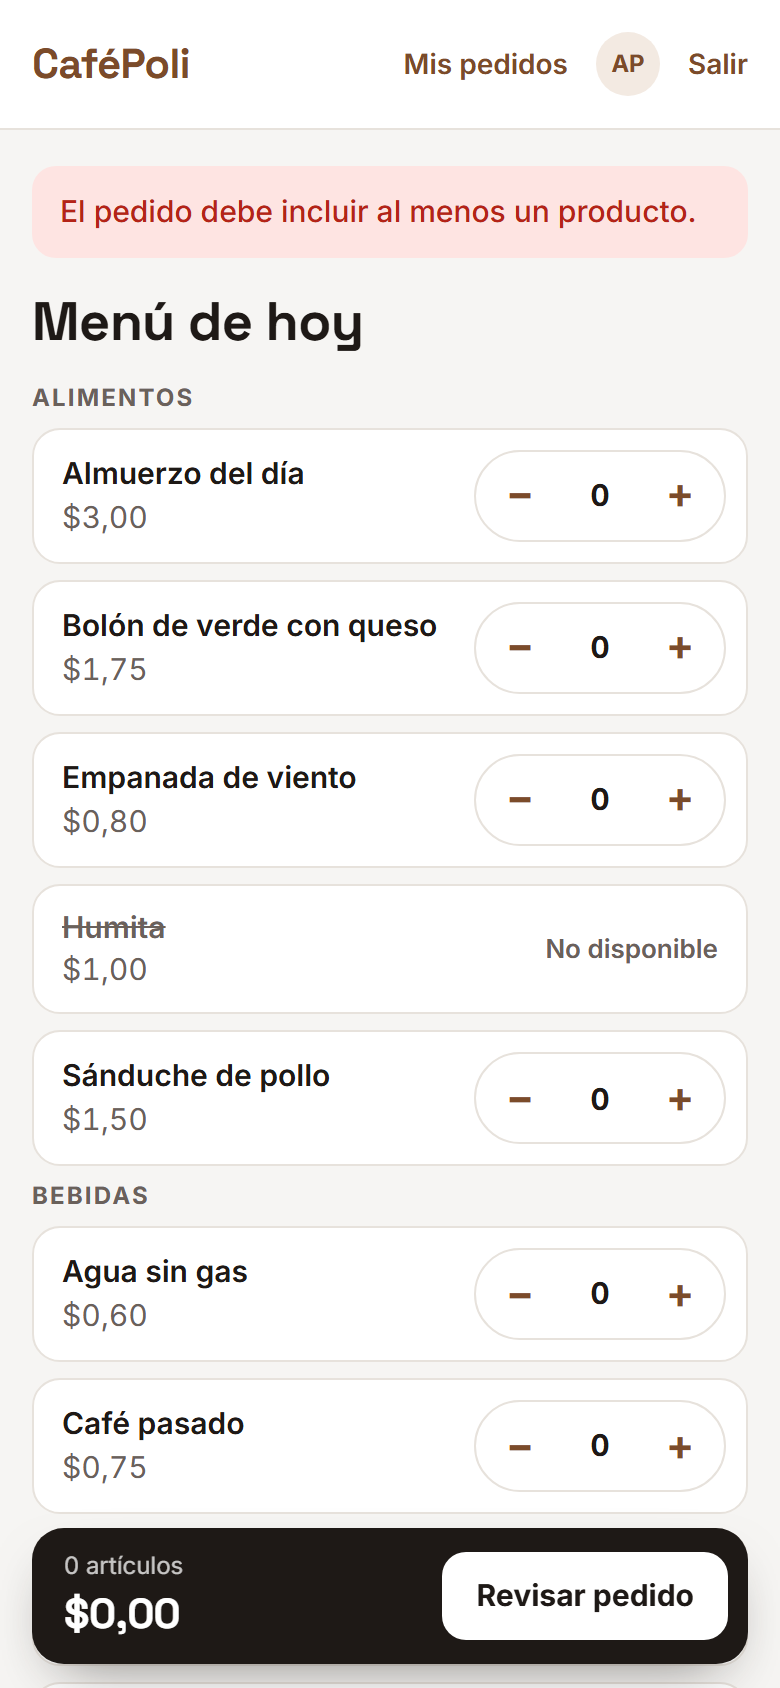 CaféPoli
Mis pedidos AP Salir
El pedido debe incluir al menos un producto.
Menú de hoy
ALIMENTOS
Almuerzo del día
$3,00
− 0 +
Bolón de verde con queso
$1,75
− 0 +
Empanada de viento
$0,80
− 0 +
Humita
$1,00
No disponible
Sánduche de pollo
$1,50
− 0 +
BEBIDAS
Agua sin gas
$0,60
− 0 +
Café pasado
$0,75
− 0 +
0 artículos
$0,00
Revisar pedido